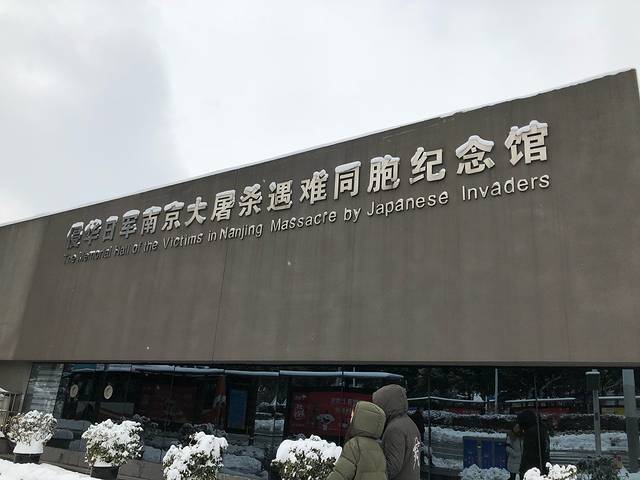 侵华日军南京大屠杀遇难同胞纪念馆
The Memorial Hall of the Victims in Nanjing Massacre by Japanese Invaders